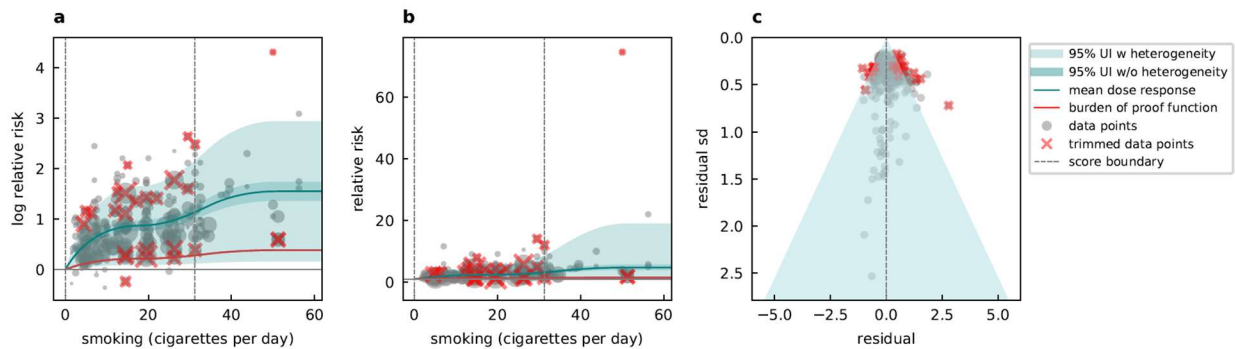 a
4
3
2
1
0
log relative risk
0
20
40
60
smoking (cigarettes per day)
b
60
40
20
0
relative risk
0
20
40
60
smoking (cigarettes per day)
c
0.0
0.5
1.0
1.5
2.0
2.5
residual sd
−5.0
−2.5
0.0
2.5
5.0
residual
95% UI w heterogeneity
95% UI w/o heterogeneity
mean dose response
burden of proof function
data points
trimmed data points
score boundary